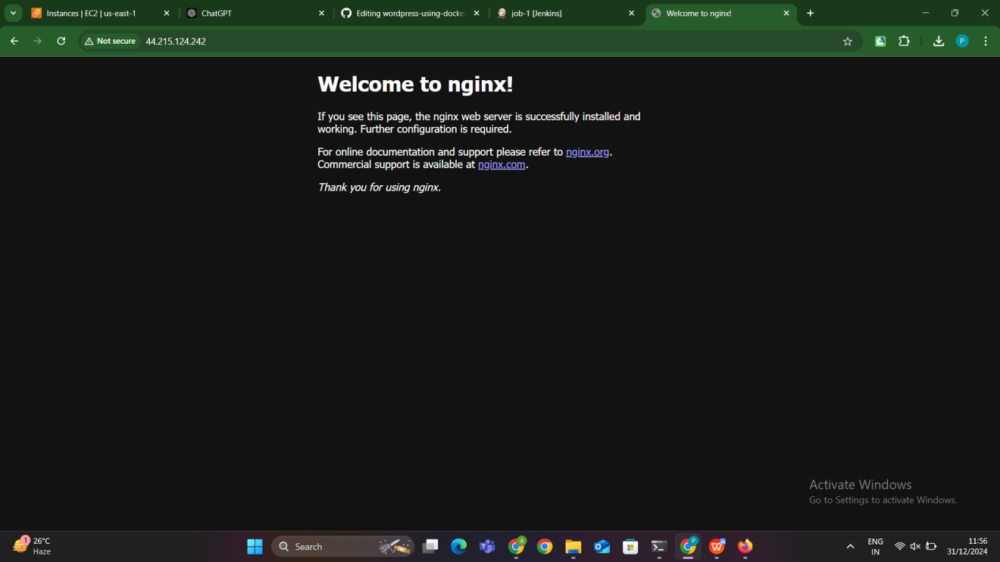 Instances | EC2 | us-east-1
ChatGPT
Editing wordpress-using-docke
job-1 [Jenkins]
Welcome to nginx!
Not secure
44.215.124.242
P
Welcome to nginx!
If you see this page, the nginx web server is successfully installed and
working. Further configuration is required.
For online documentation and support please refer to nginx.org.
Commercial support is available at nginx.com.
Thank you for using nginx.
Activate Windows
Go to Settings to activate Windows.
1
26°C
Haze
Search
A
P
ENG
IN
11:56
31/12/2024